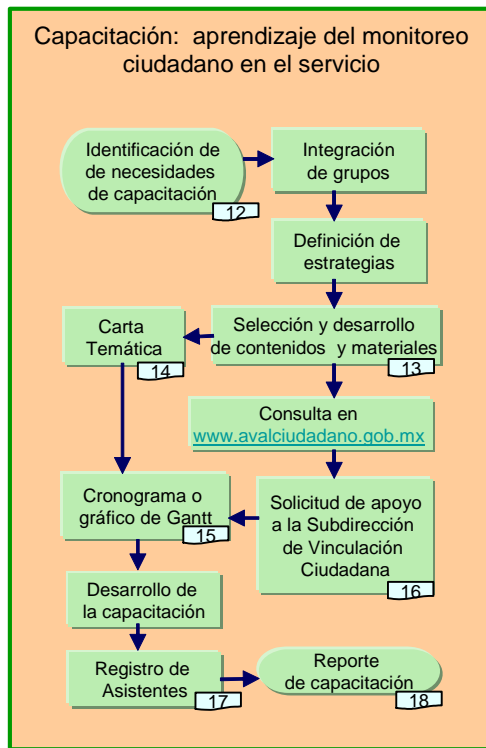 Capacitación: aprendizaje del monitoreo
ciudadano en el servicio
Identificación de
de necesidades
de capacitación
12
Integración
de grupos
Definición de
estrategias
Selección y desarrollo
de contenidos y materiales
13
Carta
Temática
14
Consulta en
www.avalciudadano.gob.mx
Solicitud de apoyo
a la Subdirección
de Vinculación
Ciudadana
16
Cronograma o
gráfico de Gantt
15
Desarrollo de
la capacitación
Registro de
Asistentes
17
Reporte
de capacitación
18